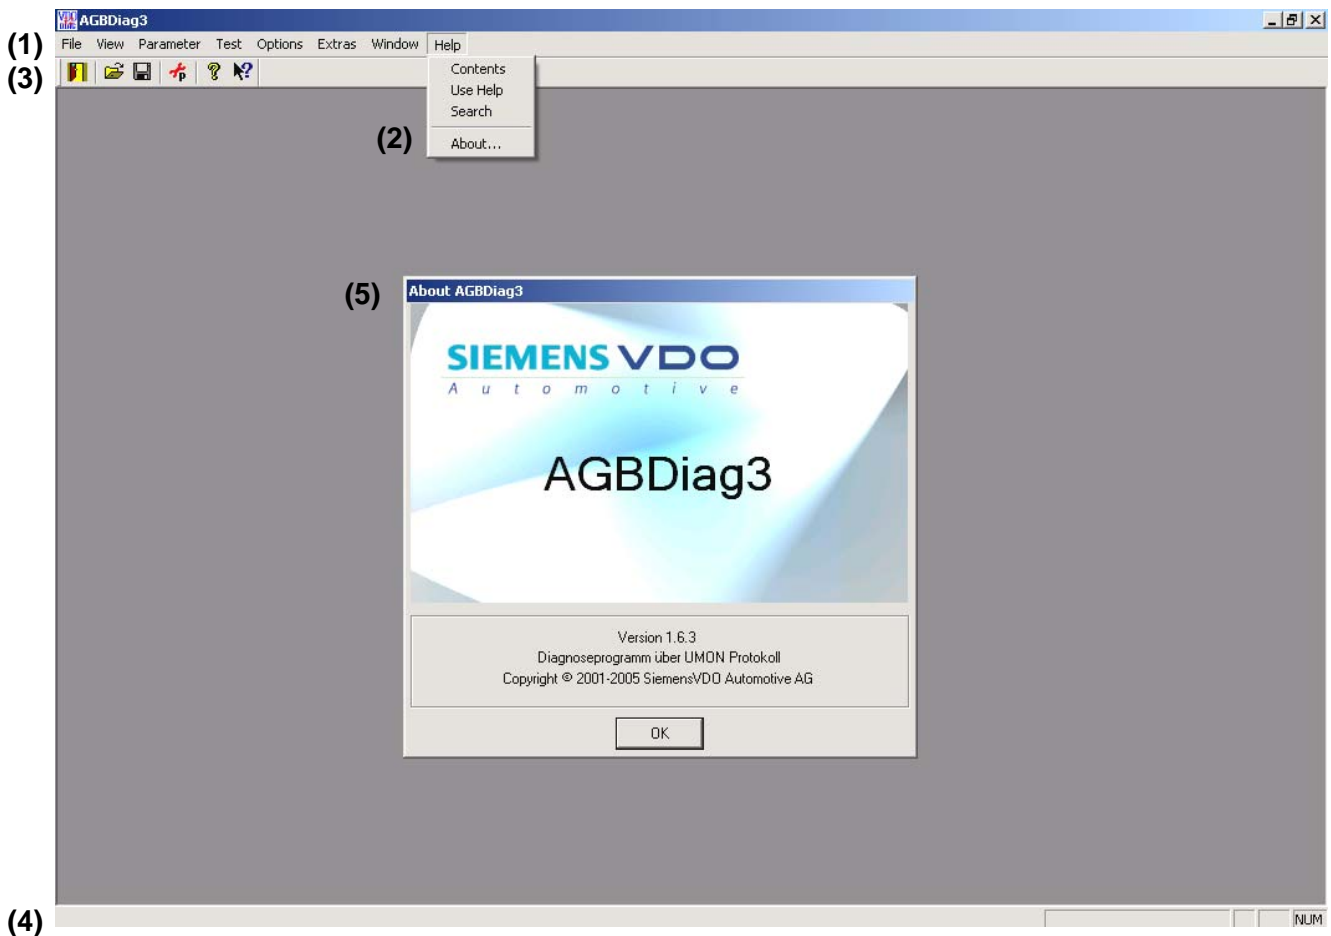 AGBDiag3
(1) File View Parameter Test Options Extras Window Help
(3)
Contents
Use Help
Search
(2) About...
(5) About AGBDiag3
SIEMENS VDO
Automotive
AGBDiag3
Version 1.6.3
Diagnoseprogramm über UMON Protokoll
Copyright © 2001-2005 SiemensVDO Automotive AG
OK
(4) NUM